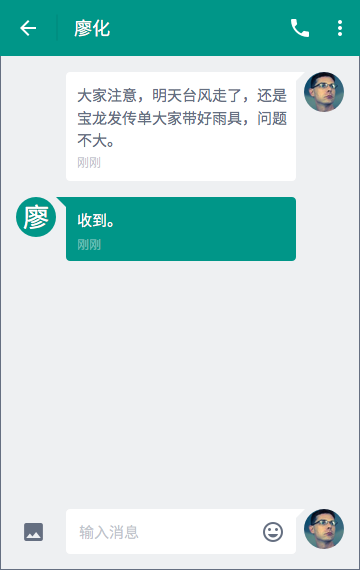 廖化
大家注意，明天台风走了，还是
宝龙发传单大家带好雨具，问题
不大。
刚刚
廖
收到。
刚刚
输入消息